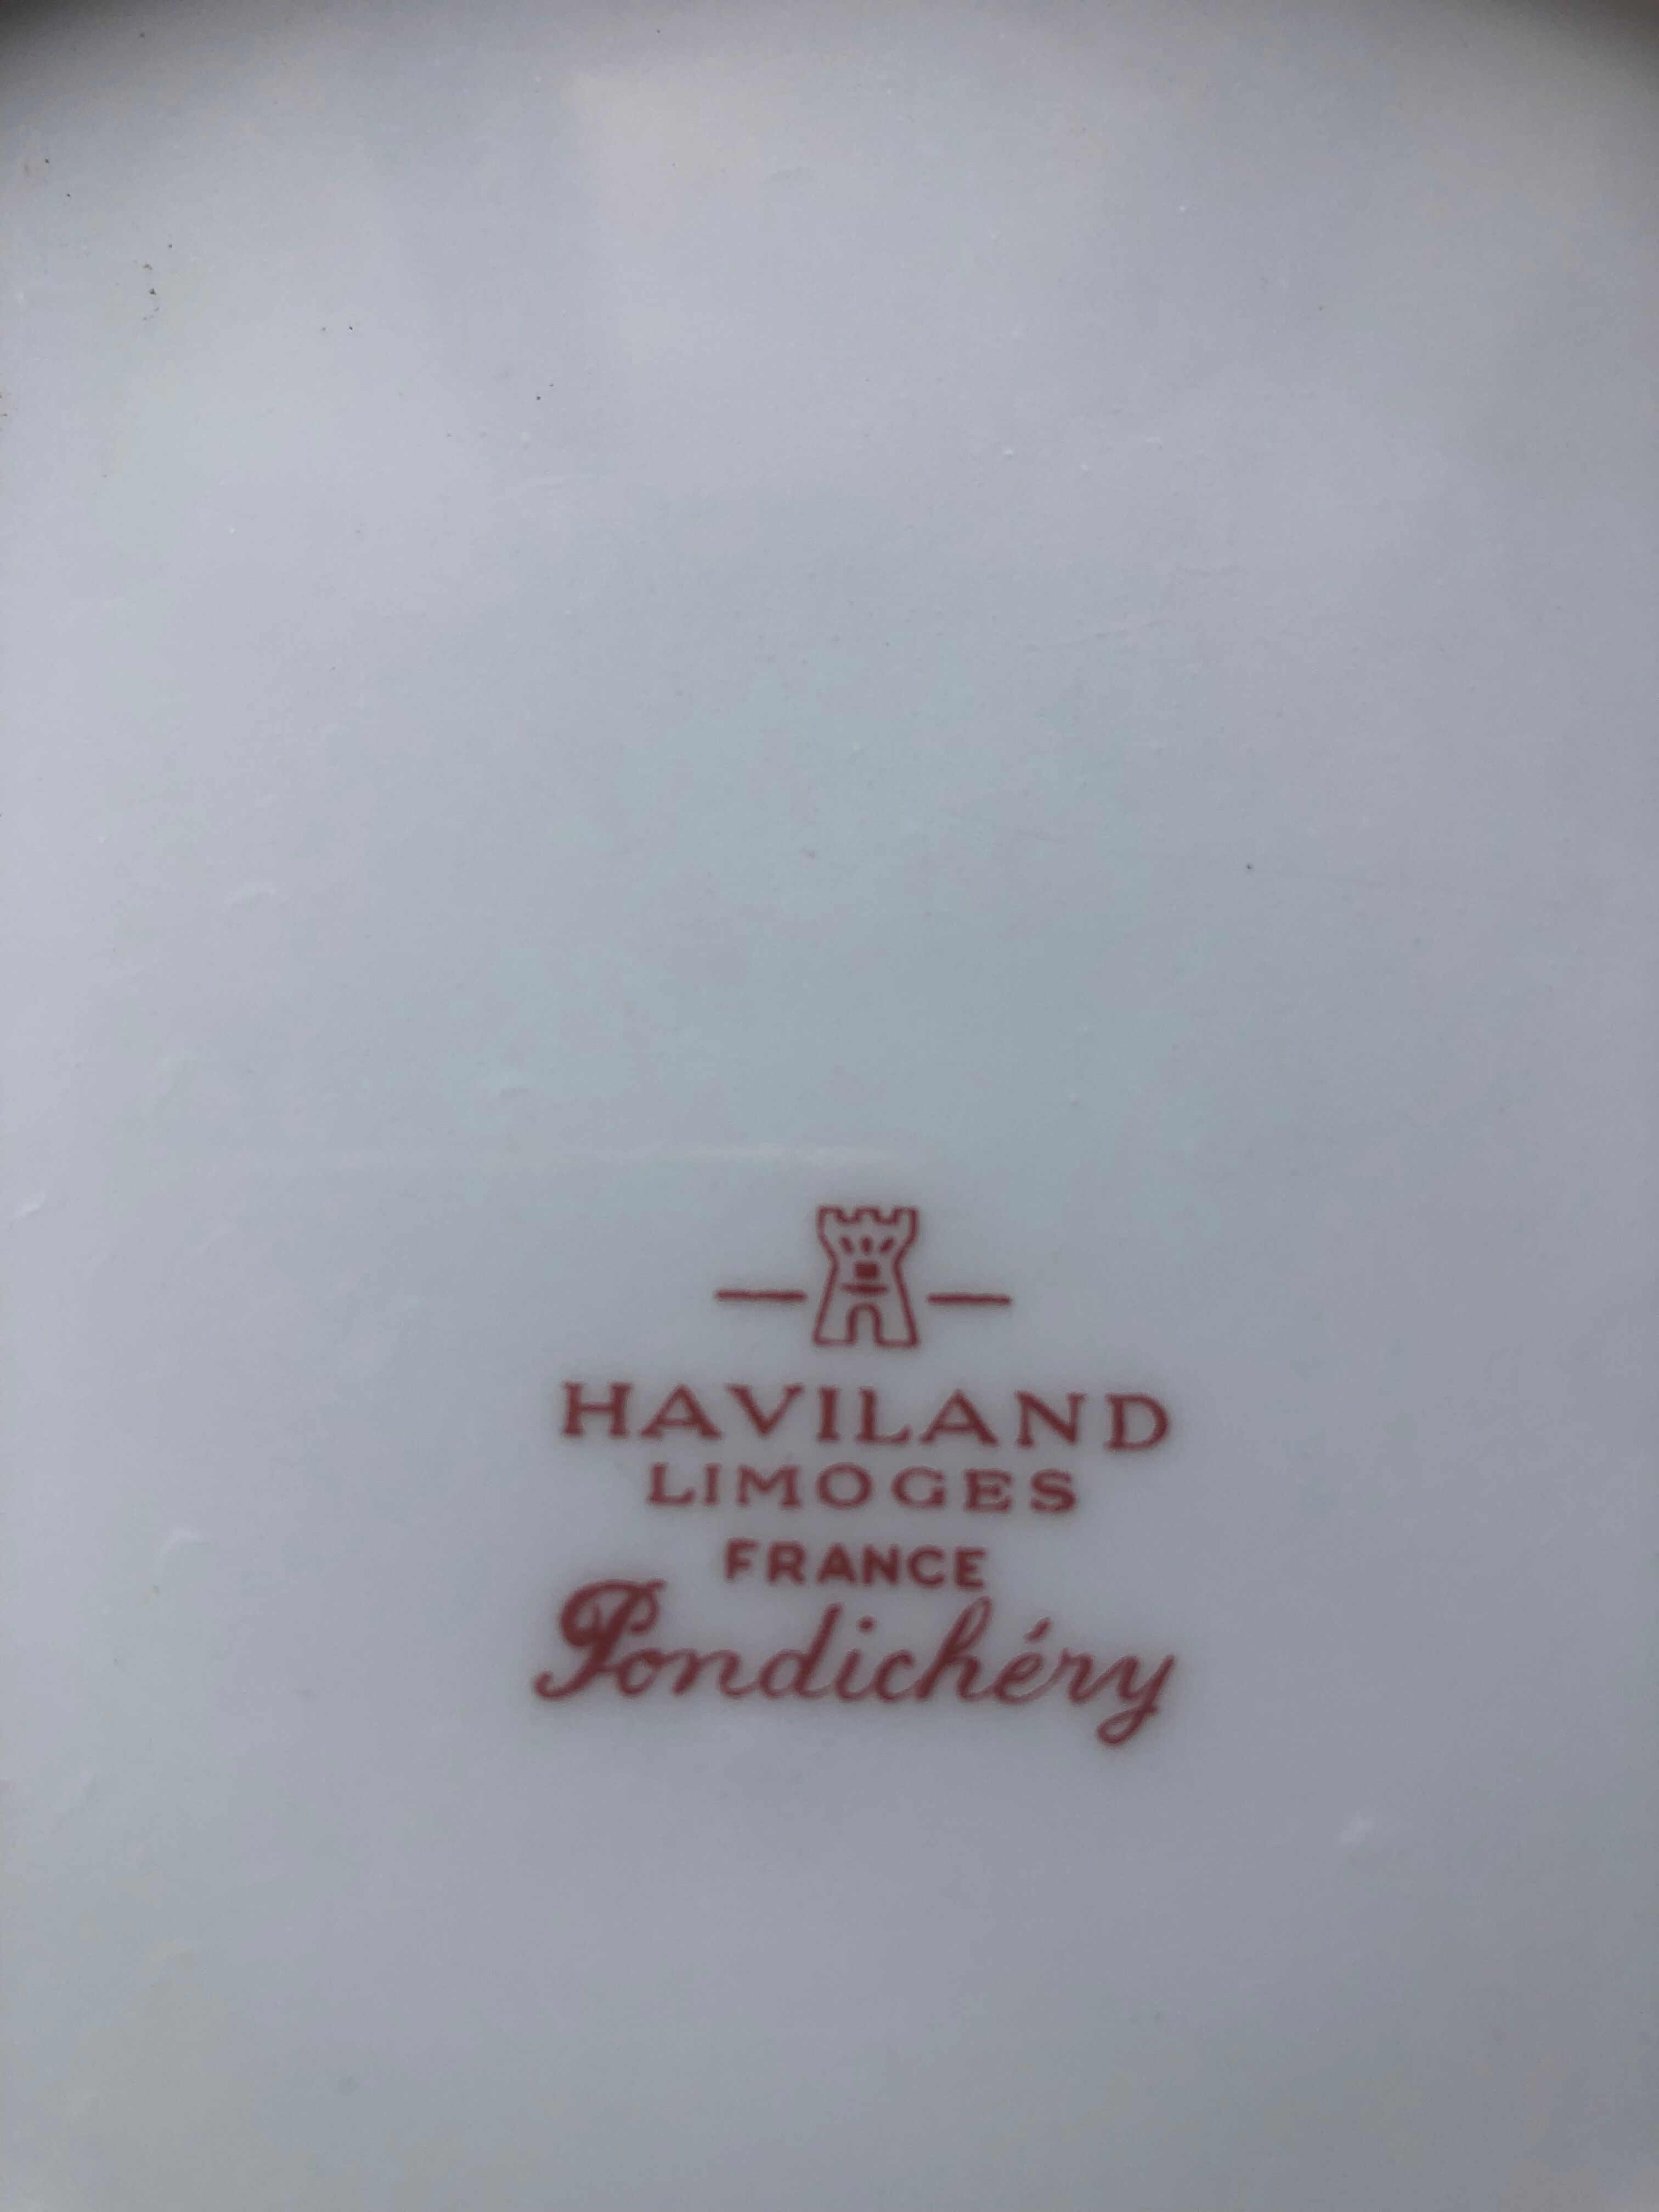 HAVILAND
LIMOGES
FRANCE
Pondichéry